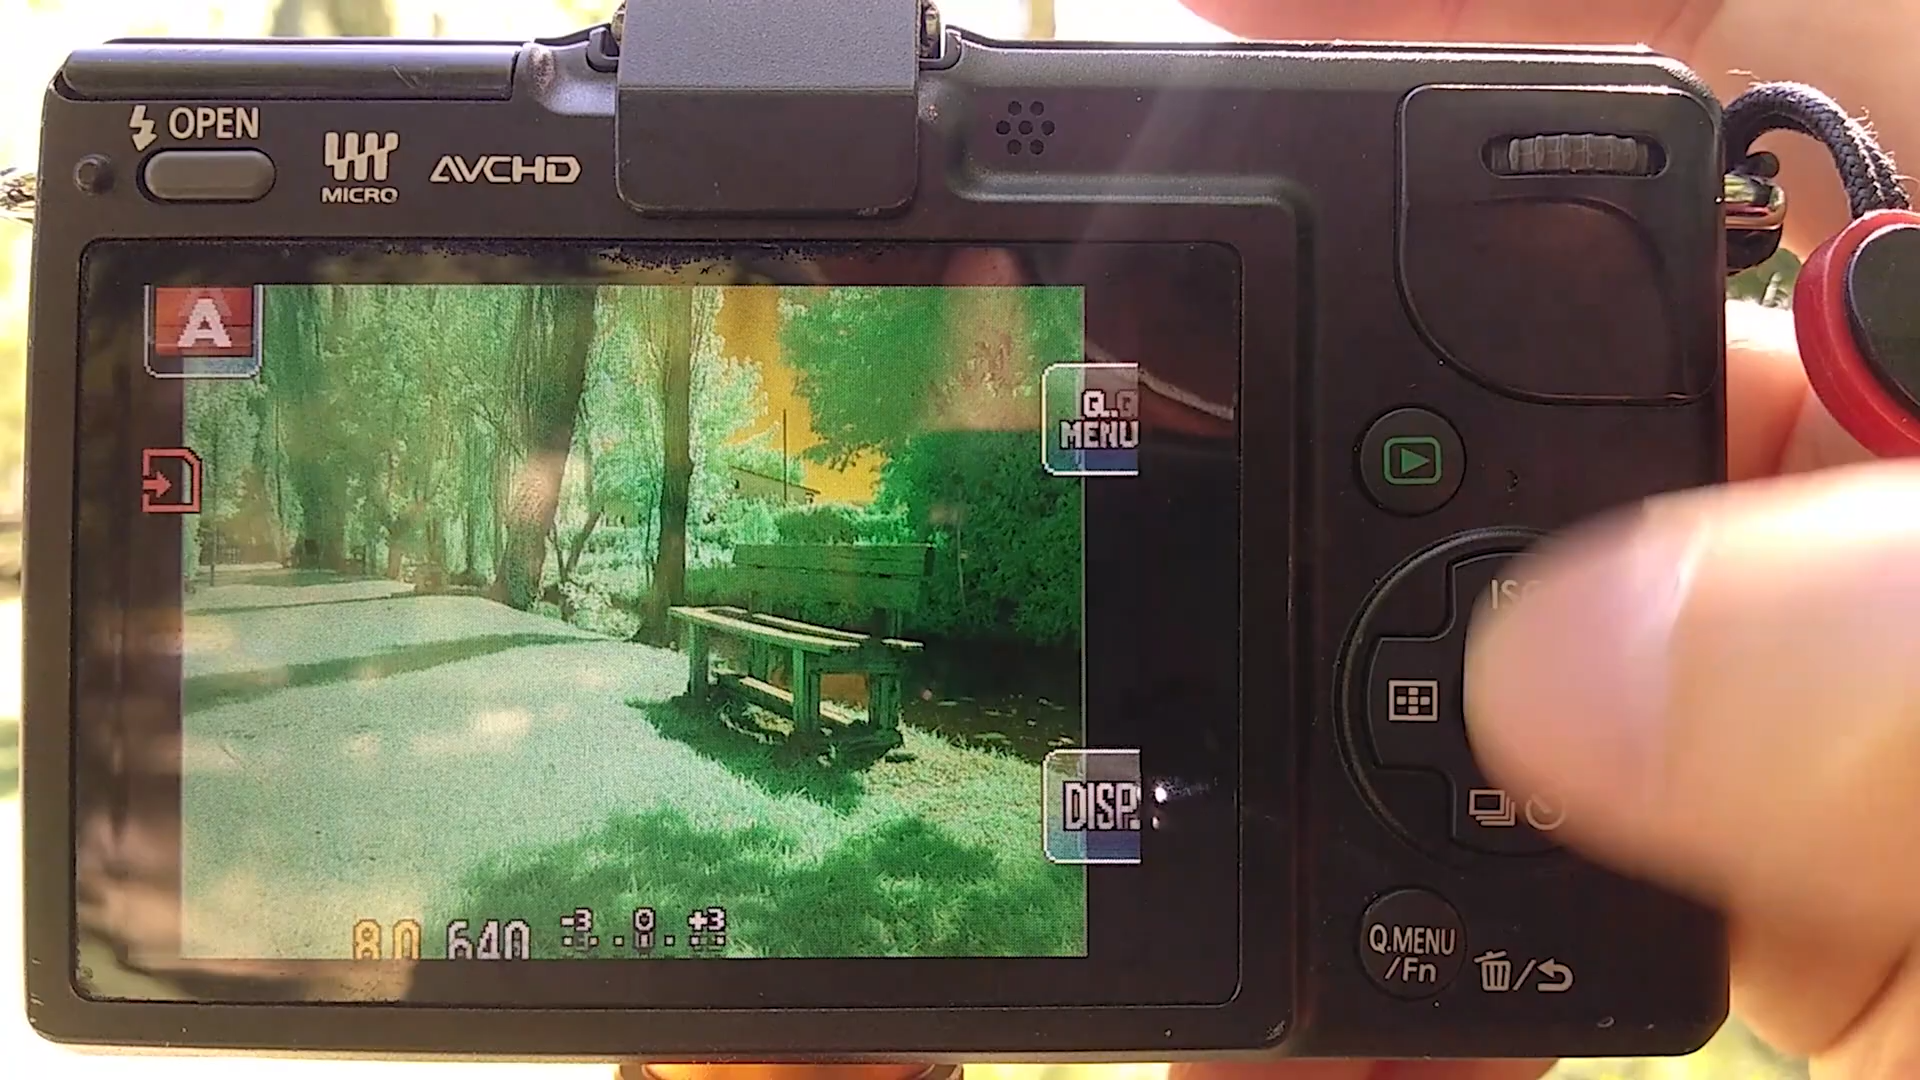 OPEN
MICRO
AVCHD
A
MENU
DISP.
80 640 -3 0 +3
Q.MENU
/Fn